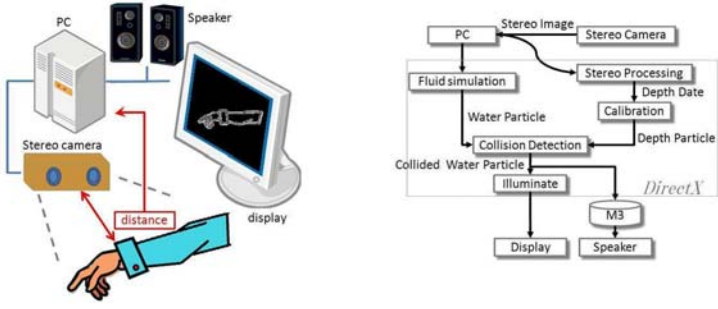 PC
Speaker
Stereo camera
distance
display
Stereo Image
PC
Stereo Camera
Fluid simulation
Stereo Processing
Depth Date
Calibration
Water Particle
Depth Particle
Collision Detection
Collided Water Particle
Illuminate
DirectX
M3
Display
Speaker